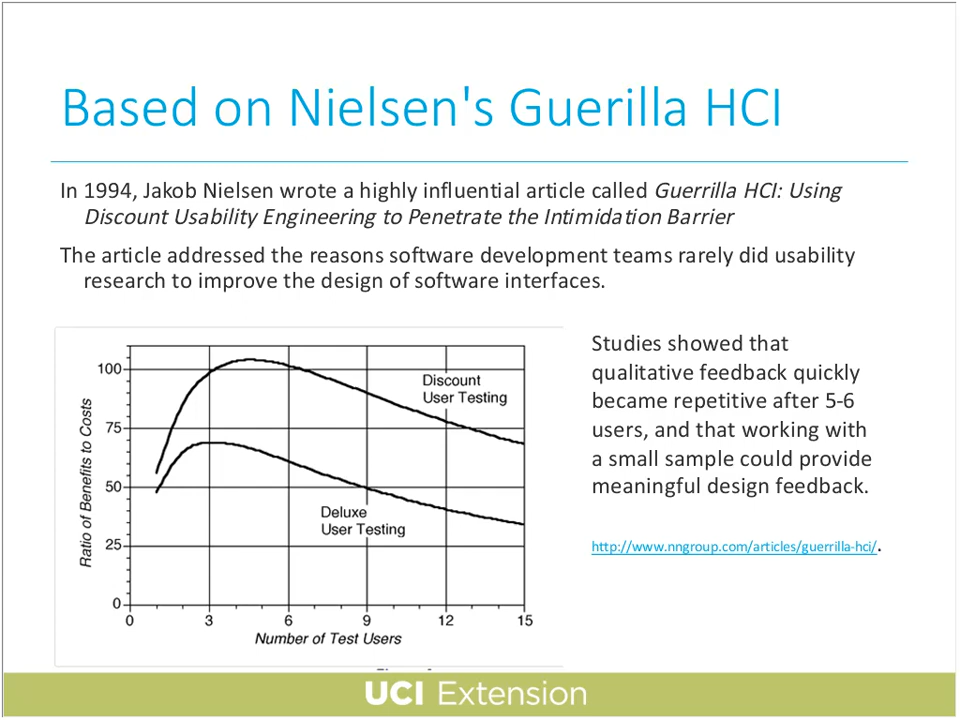 Based on Nielsen's Guerilla HCI
In 1994, Jakob Nielsen wrote a highly influential article called Guerrilla HCI: Using
Discount Usability Engineering to Penetrate the Intimidation Barrier
The article addressed the reasons software development teams rarely did usability
research to improve the design of software interfaces.
Studies showed that
qualitative feedback quickly
became repetitive after 5-6
users, and that working with
a small sample could provide
meaningful design feedback.
http://www.nngroup.com/articles/guerrilla-hci/.
Ratio of Benefits to Costs
100
75
50
25
0
Discount
User Testing
Deluxe
User Testing
0 3 6 9 12 15
Number of Test Users
UCI Extension